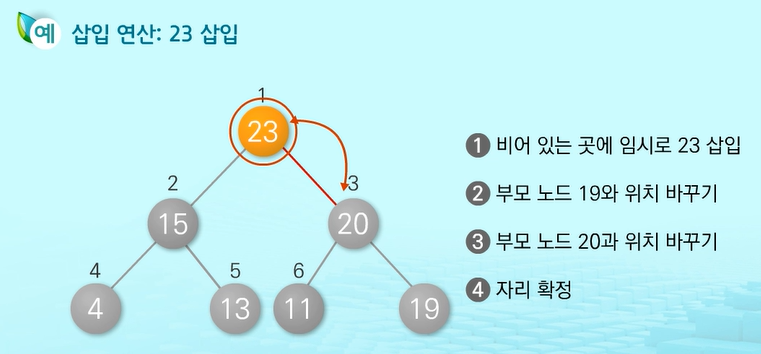 예 삽입 연산: 23 삽입
1
23
2
3
15
20
4
5
6
4
13
11
19
1 비어 있는 곳에 임시로 23 삽입
2 부모 노드 19와 위치 바꾸기
3 부모 노드 20과 위치 바꾸기
4 자리 확정